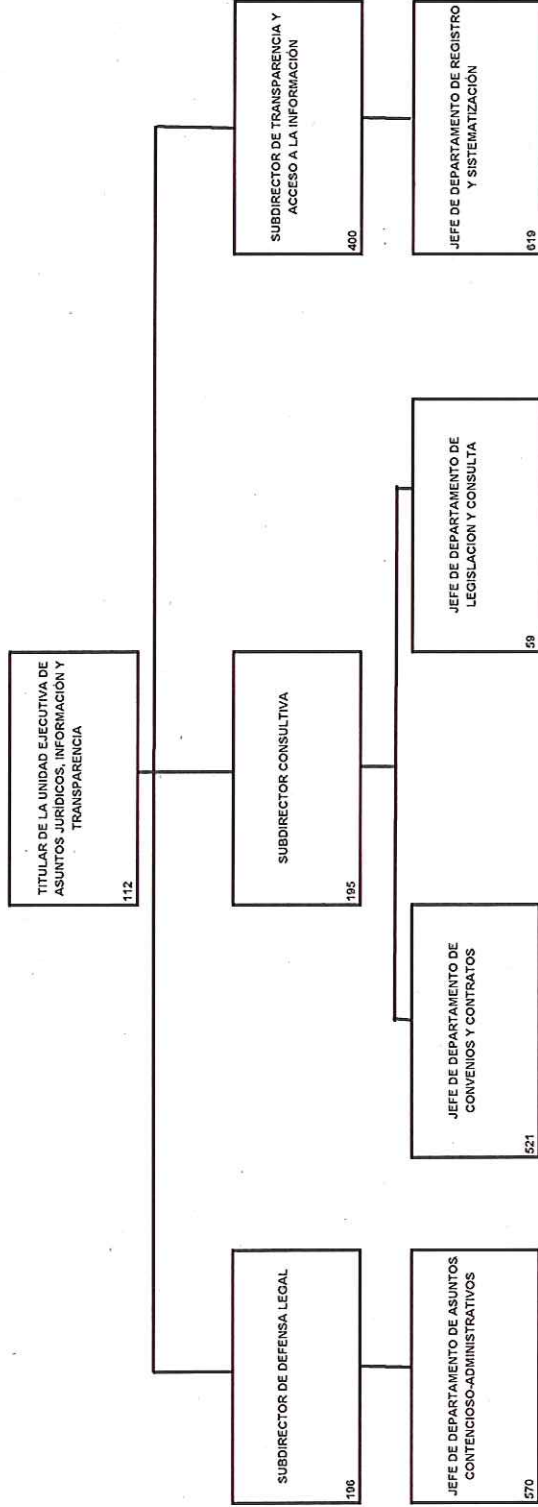 TITULAR DE LA UNIDAD EJECUTIVA DE
ASUNTOS JURÍDICOS, INFORMACIÓN Y
TRANSPARENCIA
112
SUBDIRECTOR DE DEFENSA LEGAL
196
SUBDIRECTOR CONSULTIVA
195
SUBDIRECTOR DE TRANSPARENCIA Y
ACCESO A LA INFORMACIÓN
400
JEFE DE DEPARTAMENTO DE ASUNTOS
CONTENCIOSO-ADMINISTRATIVOS
570
JEFE DE DEPARTAMENTO DE
CONVENIOS Y CONTRATOS
521
JEFE DE DEPARTAMENTO DE
LEGISLACION Y CONSULTA
59
JEFE DE DEPARTAMENTO DE REGISTRO
Y SISTEMATIZACIÓN
619